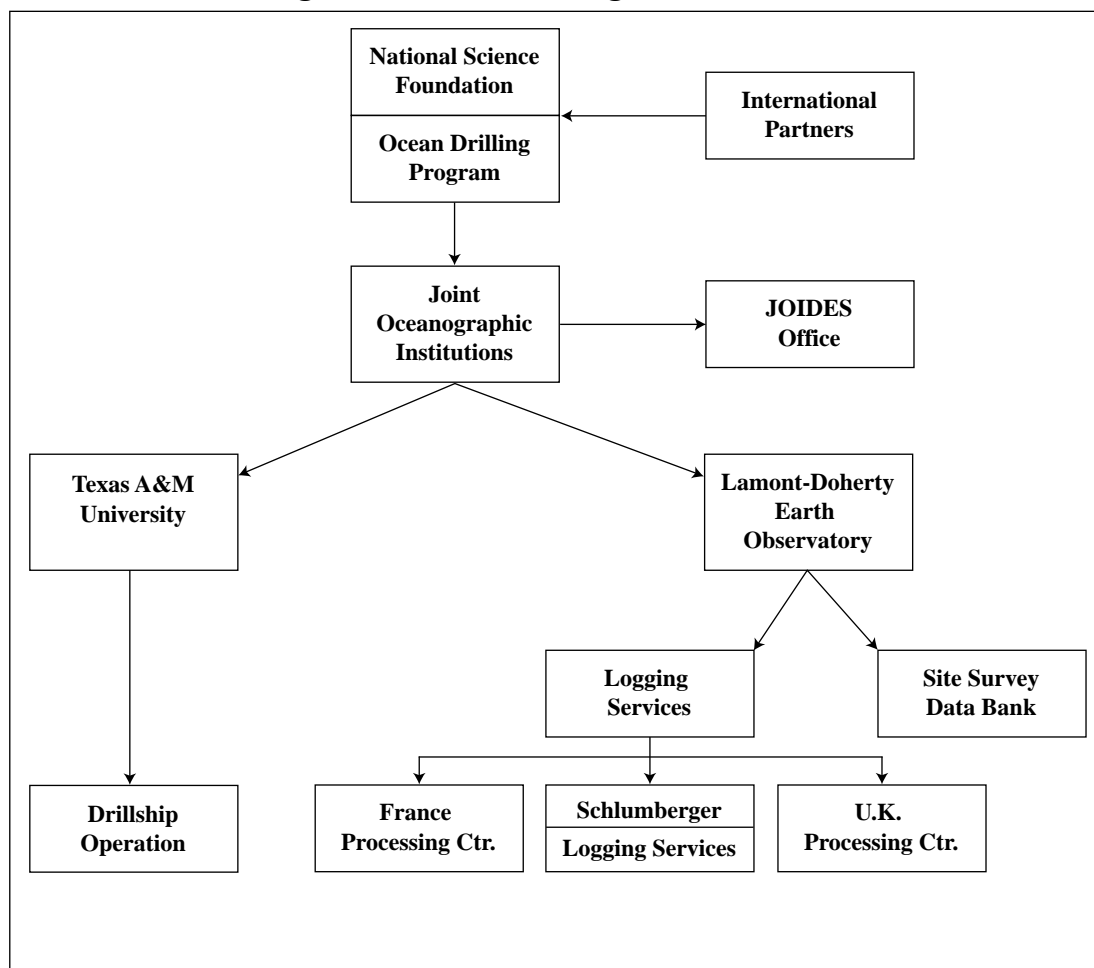 National Science
Foundation
Ocean Drilling
Program
International
Partners
Joint
Oceanographic
Institutions
JOIDES
Office
Texas A&M
University
Lamont-Doherty
Earth
Observatory
Logging
Services
Site Survey
Data Bank
Drillship
Operation
France
Processing Ctr.
Schlumberger
Logging Services
U.K.
Processing Ctr.